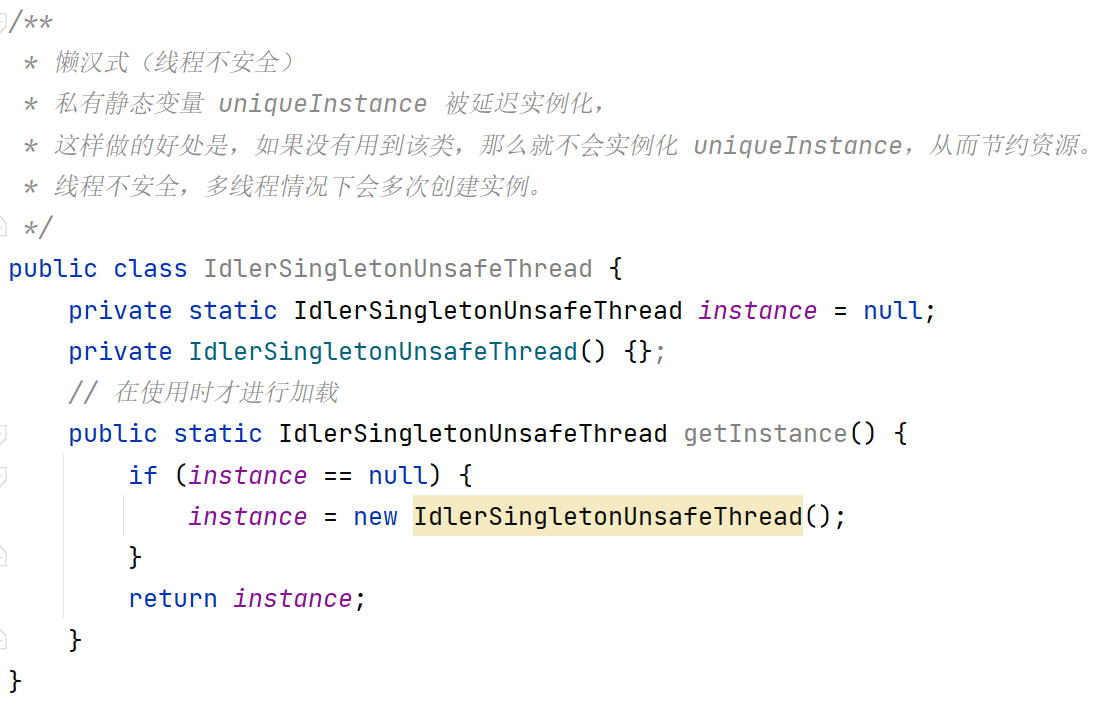 /**
 * 懒汉式（线程不安全）
 * 私有静态变量 uniqueInstance 被延迟实例化，
 * 这样做的好处是，如果没有用到该类，那么就不会实例化 uniqueInstance，从而节约资源。
 * 线程不安全，多线程情况下会多次创建实例。
 */
public class IdlerSingletonUnsafeThread {
    private static IdlerSingletonUnsafeThread instance = null;
    private IdlerSingletonUnsafeThread() {};
    // 在使用时才进行加载
    public static IdlerSingletonUnsafeThread getInstance() {
        if (instance == null) {
            instance = new IdlerSingletonUnsafeThread();
        }
        return instance;
    }
}